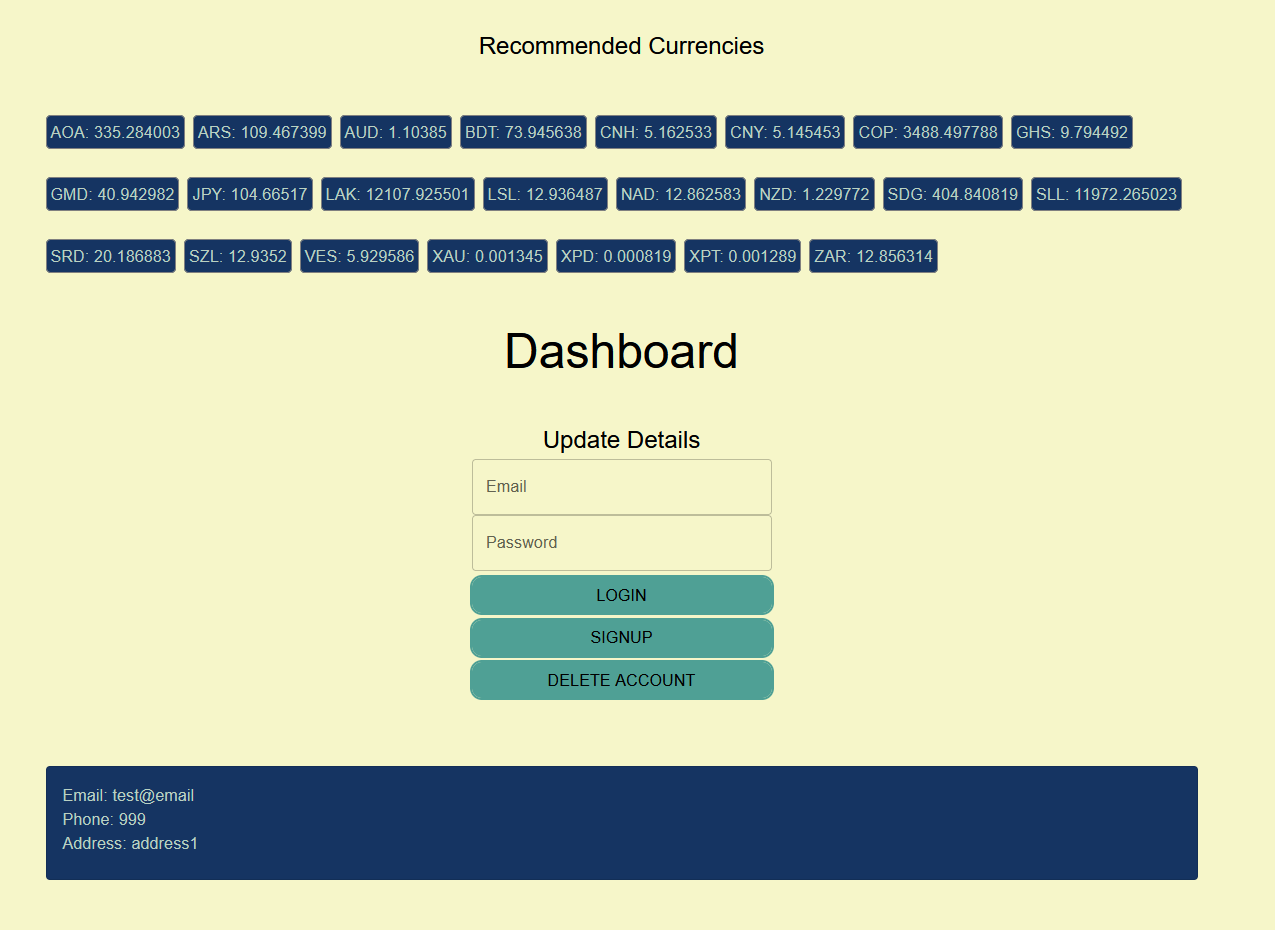 Recommended Currencies
AOA: 335.284003 ARS: 109.467399 AUD: 1.10385 BDT: 73.945638 CNH: 5.162533 CNY: 5.145453 COP: 3488.497788 GHS: 9.794492
GMD: 40.942982 JPY: 104.66517 LAK: 12107.925501 LSL: 12.936487 NAD: 12.862583 NZD: 1.229772 SDG: 404.840819 SLL: 11972.265023
SRD: 20.186883 SZL: 12.9352 VES: 5.929586 XAU: 0.001345 XPD: 0.000819 XPT: 0.001289 ZAR: 12.856314
Dashboard
Update Details
Email
Password
LOGIN
SIGNUP
DELETE ACCOUNT
Email: test@email
Phone: 999
Address: address1